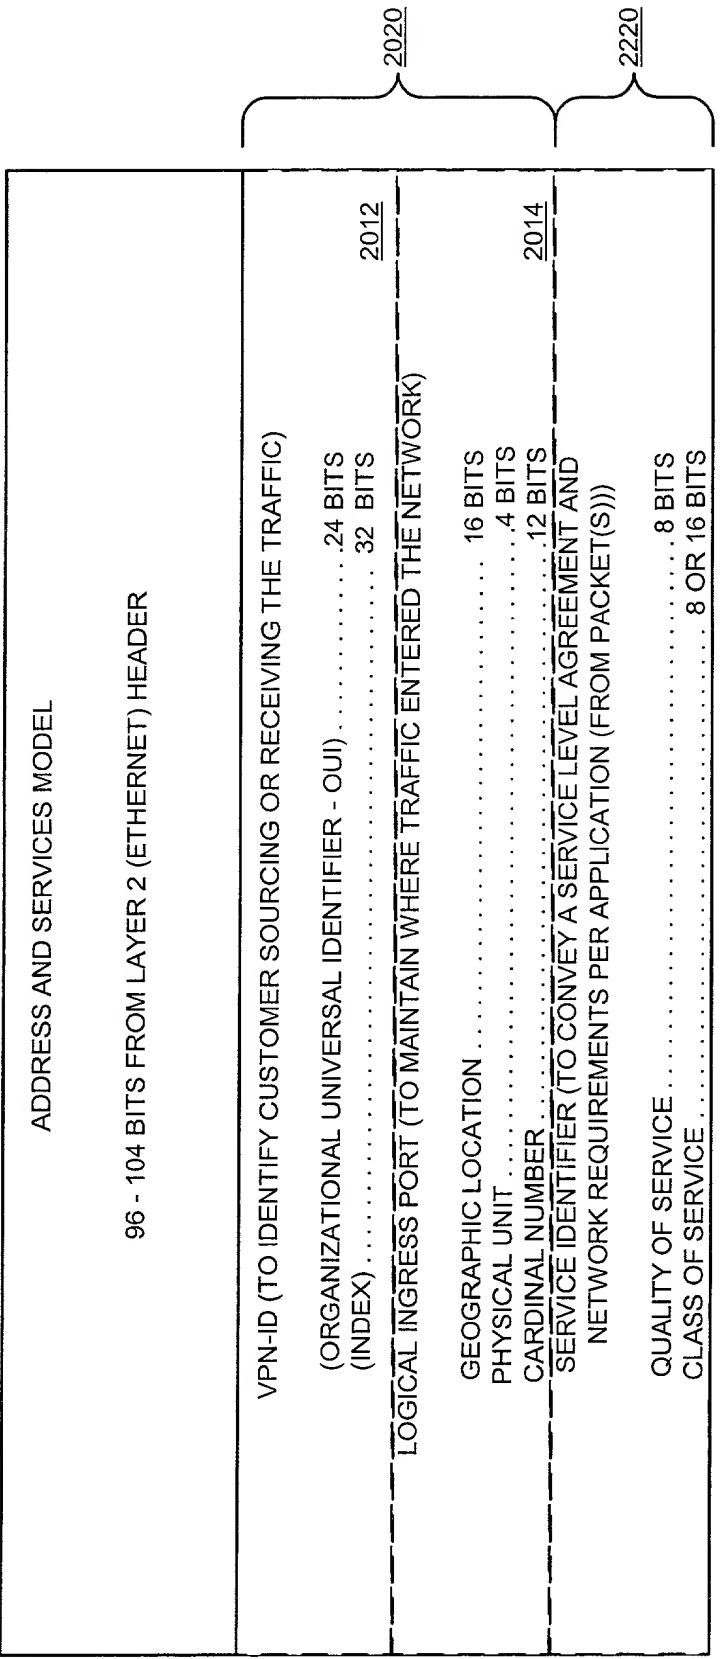 ADDRESS AND SERVICES MODEL
96 - 104 BITS FROM LAYER 2 (ETHERNET) HEADER
VPN-ID (TO IDENTIFY CUSTOMER SOURCING OR RECEIVING THE TRAFFIC)
(ORGANIZATIONAL UNIVERSAL IDENTIFIER - OUI) . . . . . . . . . . . .24 BITS
(INDEX) . . . . . . . . . . . . . . . . . . . . . . . . . . . . . . 32 BITS 2012
LOGICAL INGRESS PORT (TO MAINTAIN WHERE TRAFFIC ENTERED THE NETWORK)
GEOGRAPHIC LOCATION . . . . . . . . . . . . . . . . . . . . . . . . 16 BITS
PHYSICAL UNIT . . . . . . . . . . . . . . . . . . . . . . . . . . . .4 BITS
CARDINAL NUMBER . . . . . . . . . . . . . . . . . . . . . . . . . .12 BITS 2014
2020
SERVICE IDENTIFIER (TO CONVEY A SERVICE LEVEL AGREEMENT AND
NETWORK REQUIREMENTS PER APPLICATION (FROM PACKET(S)))
QUALITY OF SERVICE . . . . . . . . . . . . . . . . . . . . . . . . . . 8 BITS
CLASS OF SERVICE . . . . . . . . . . . . . . . . . . . . . . . . 8 OR 16 BITS
2220